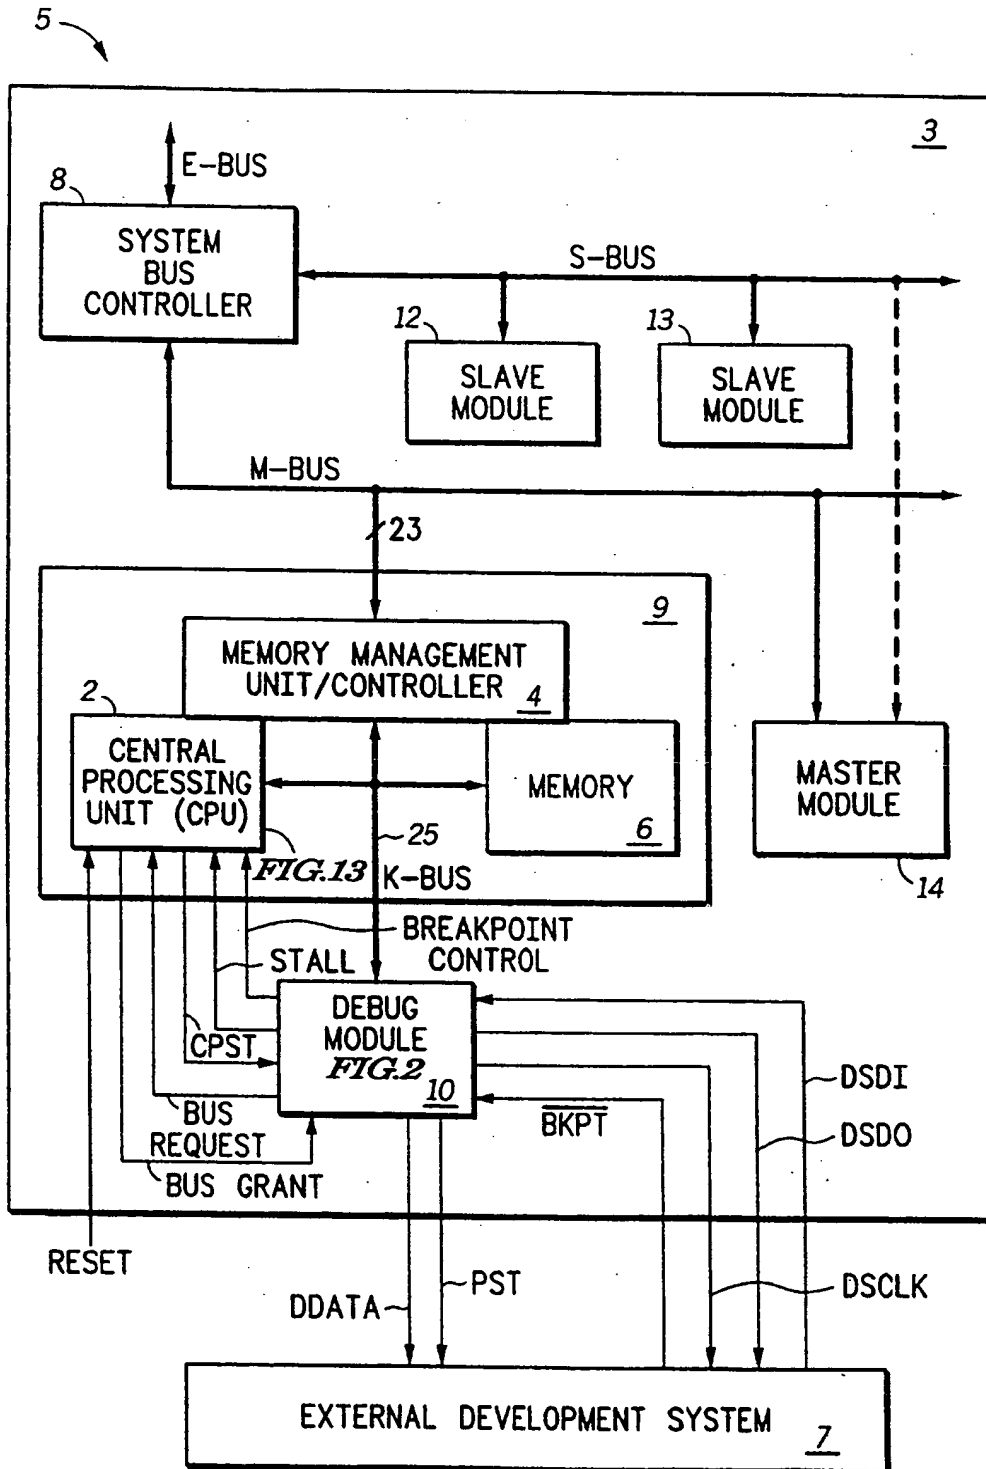 5
3
E-BUS
8
SYSTEM
BUS
CONTROLLER
S-BUS
12
SLAVE
MODULE
13
SLAVE
MODULE
M-BUS
23
9
MEMORY MANAGEMENT
UNIT/CONTROLLER
4
2
CENTRAL
PROCESSING
UNIT (CPU)
FIG.13
MEMORY
6
MASTER
MODULE
14
25
K-BUS
BREAKPOINT
CONTROL
STALL
CPST
BUS
REQUEST
BUS GRANT
DEBUG
MODULE
FIG.2
10
BKPT
DSDI
DSDO
RESET
DDATA
PST
DSCLK
EXTERNAL DEVELOPMENT SYSTEM
7